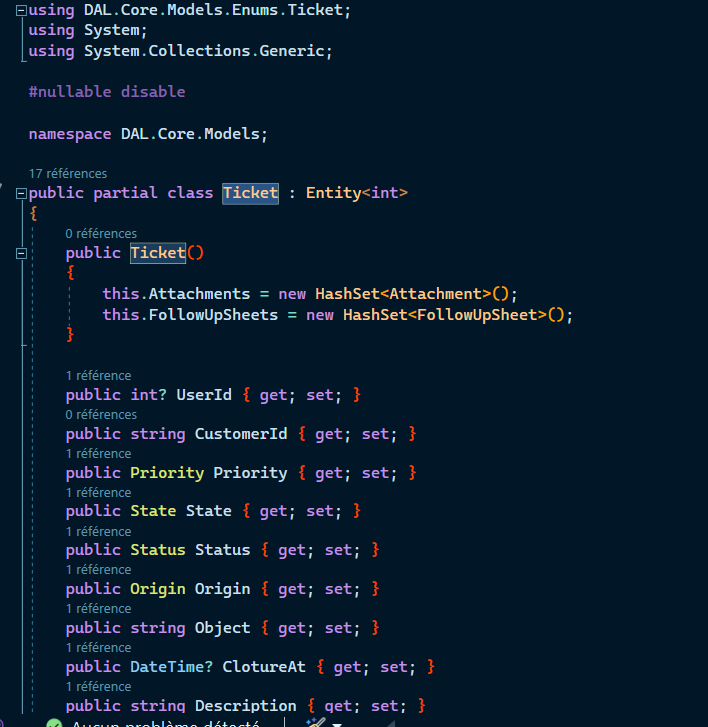 using DAL.Core.Models.Enums.Ticket;
using System;
using System.Collections.Generic;
#nullable disable
namespace DAL.Core.Models;
17 références
public partial class Ticket : Entity<int>
{
0 références
public Ticket()
{
this.Attachments = new HashSet<Attachment>();
this.FollowUpSheets = new HashSet<FollowUpSheet>();
}
1 référence
public int? UserId { get; set; }
0 références
public string CustomerId { get; set; }
1 référence
public Priority Priority { get; set; }
1 référence
public State State { get; set; }
1 référence
public Status Status { get; set; }
1 référence
public Origin Origin { get; set; }
1 référence
public string Object { get; set; }
1 référence
public DateTime? ClotureAt { get; set; }
1 référence
public string Description { get; set; }
Aucun problème détecté